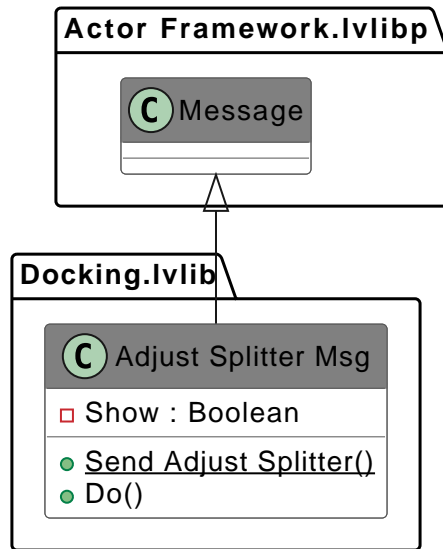 Actor Framework.lvlibp
C Message
Docking.lvlib
C Adjust Splitter Msg
Show : Boolean
Send Adjust Splitter()
Do()